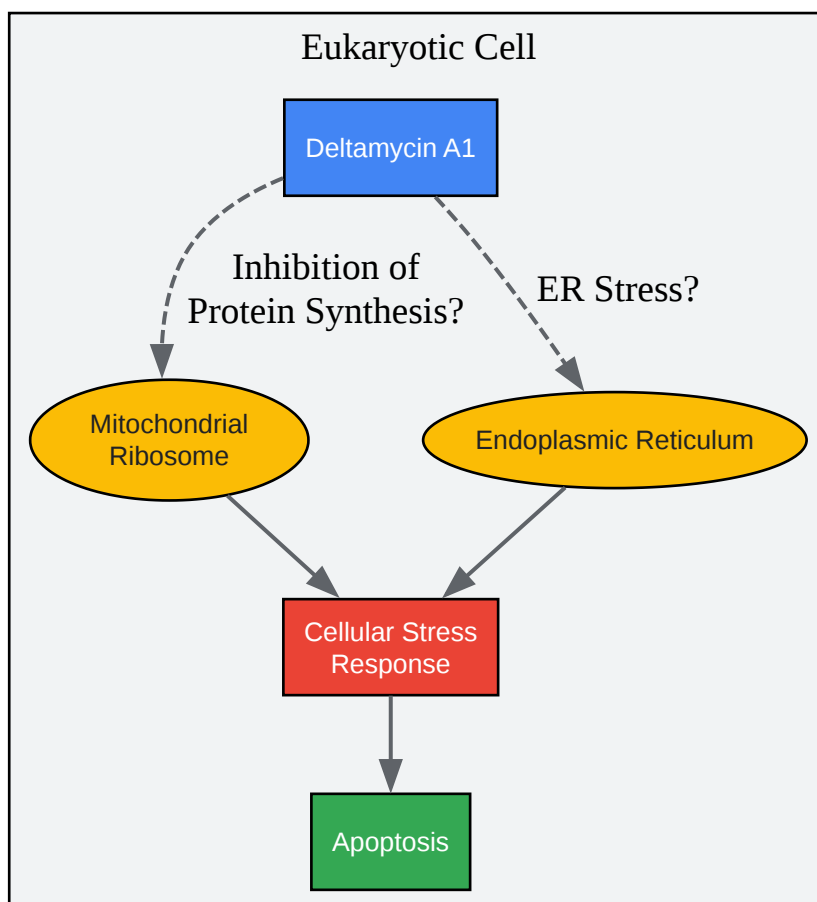 Eukaryotic Cell
Deltamycin A1
Inhibition of
Protein Synthesis?
ER Stress?
Mitochondrial
Ribosome
Endoplasmic Reticulum
Cellular Stress
Response
Apoptosis